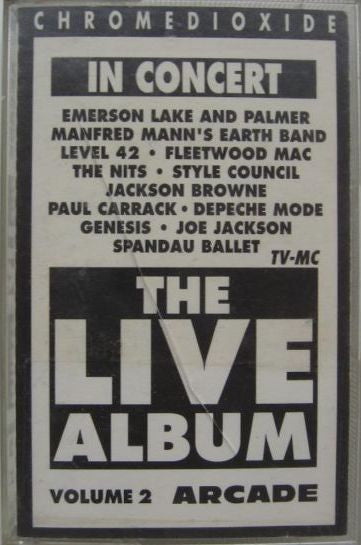 CHROMEDIOXIDE
IN CONCERT
EMERSON LAKE AND PALMER
MANFRED MANN'S EARTH BAND
LEVEL 42 • FLEETWOOD MAC
THE NITS • STYLE COUNCIL
JACKSON BROWNE
PAUL CARRACK • DEPECHE MODE
GENESIS • JOE JACKSON
SPANDAU BALLET
TV-MC
THE
LIVE
ALBUM
VOLUME 2 ARCADE